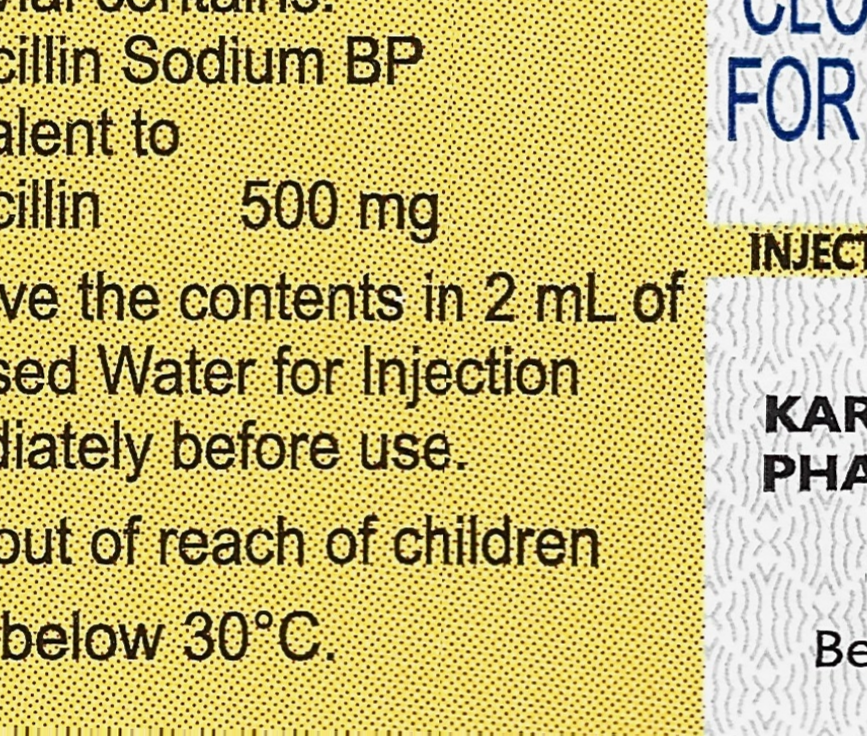 vial contains:
cillin Sodium BP
alent to
cillin 500 mg
ve the contents in 2 mL of
sed Water for Injection
diately before use.
out of reach of children
below 30°C.
CLO
FOR
INJECT
KAR
PHA
Be